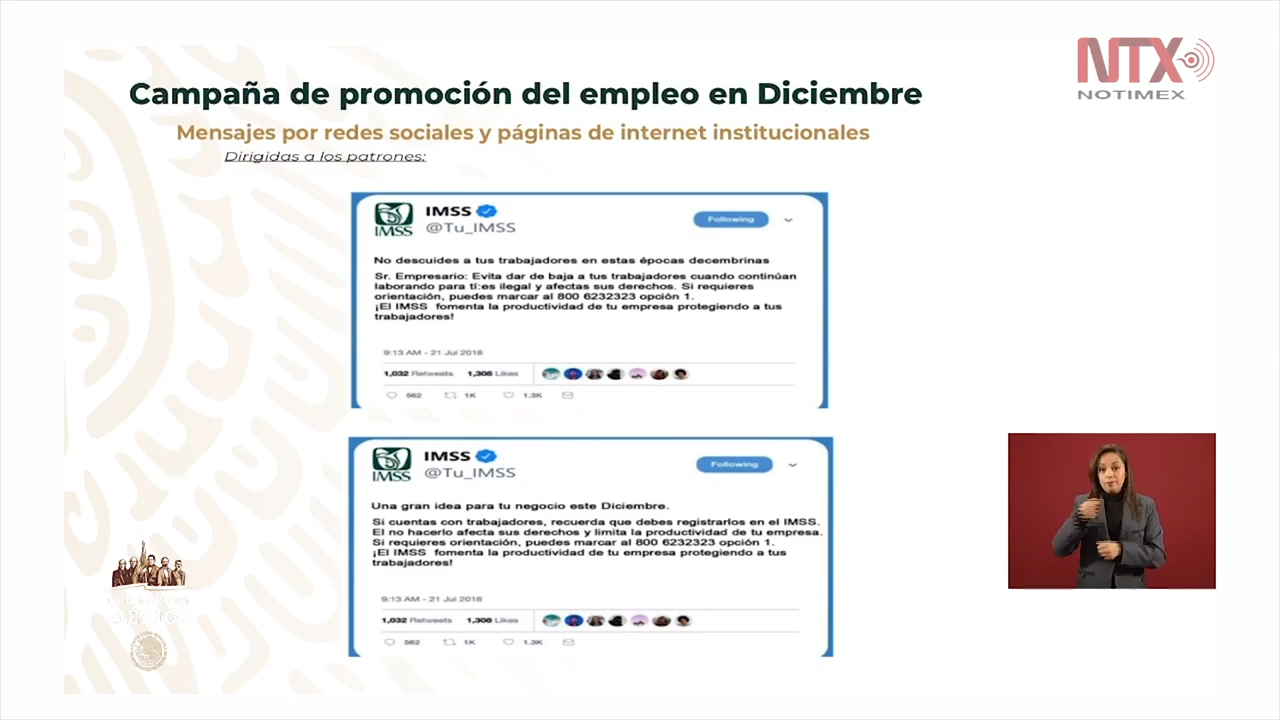 NTX
NOTIMEX
Campaña de promoción del empleo en Diciembre
Mensajes por redes sociales y páginas de internet institucionales
Dirigidas a los patrones:
IMSS
@Tu_IMSS
IMSS
Following
No descuides a tus trabajadores en estas épocas decembrinas
Sr. Empresario: Evita dar de baja a tus trabajadores cuando continúan
laborando para tí:es ilegal y afectas sus derechos. Si requieres
orientación, puedes marcar al 800 6232323 opción 1.
¡El IMSS fomenta la productividad de tu empresa protegiendo a tus
trabajadores!
9:13 AM - 21 Jul 2018
1,032 Retweets 1,308 Likes
562 1K 1.3K
IMSS
@Tu_IMSS
IMSS
Following
Una gran idea para tu negocio este Diciembre.
Si cuentas con trabajadores, recuerda que debes registrarlos en el IMSS.
El no hacerlo afecta sus derechos y limita la productividad de tu empresa.
Si requieres orientación, puedes marcar al 800 6232323 opción 1.
¡El IMSS fomenta la productividad de tu empresa protegiendo a tus
trabajadores!
9:13 AM - 21 Jul 2018
1,032 Retweets 1,308 Likes
562 1K 1.3K